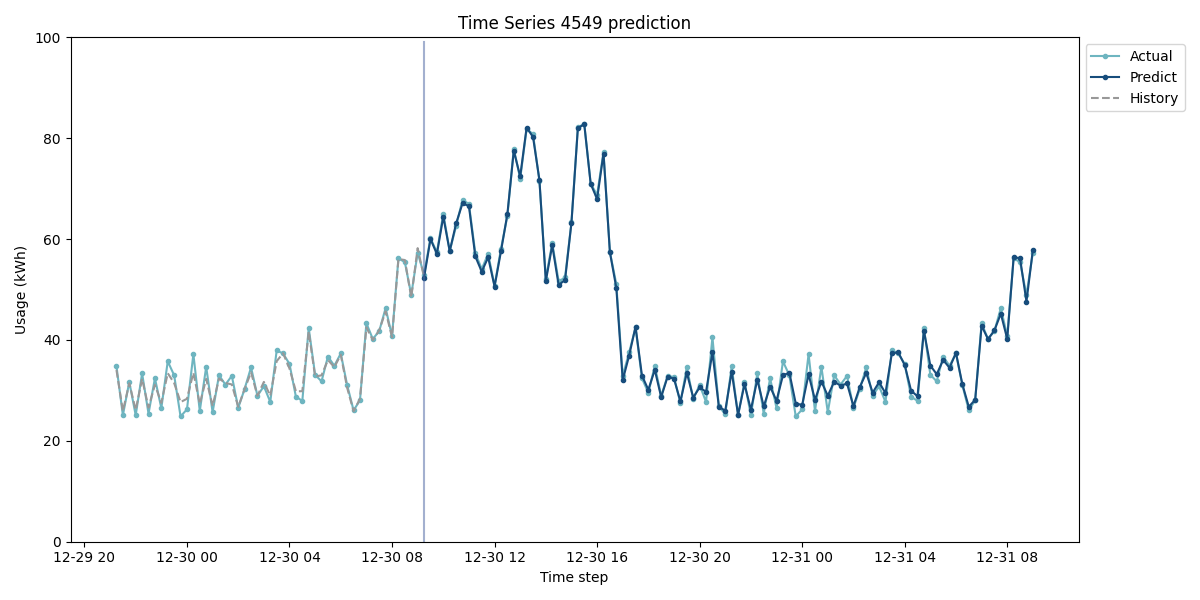 Time Series 4549 prediction
100
80
60
40
20
0
Usage (kWh)
12-29 20
12-30 00
12-30 04
12-30 08
12-30 12
12-30 16
12-30 20
12-31 00
12-31 04
12-31 08
Time step
Actual
Predict
History